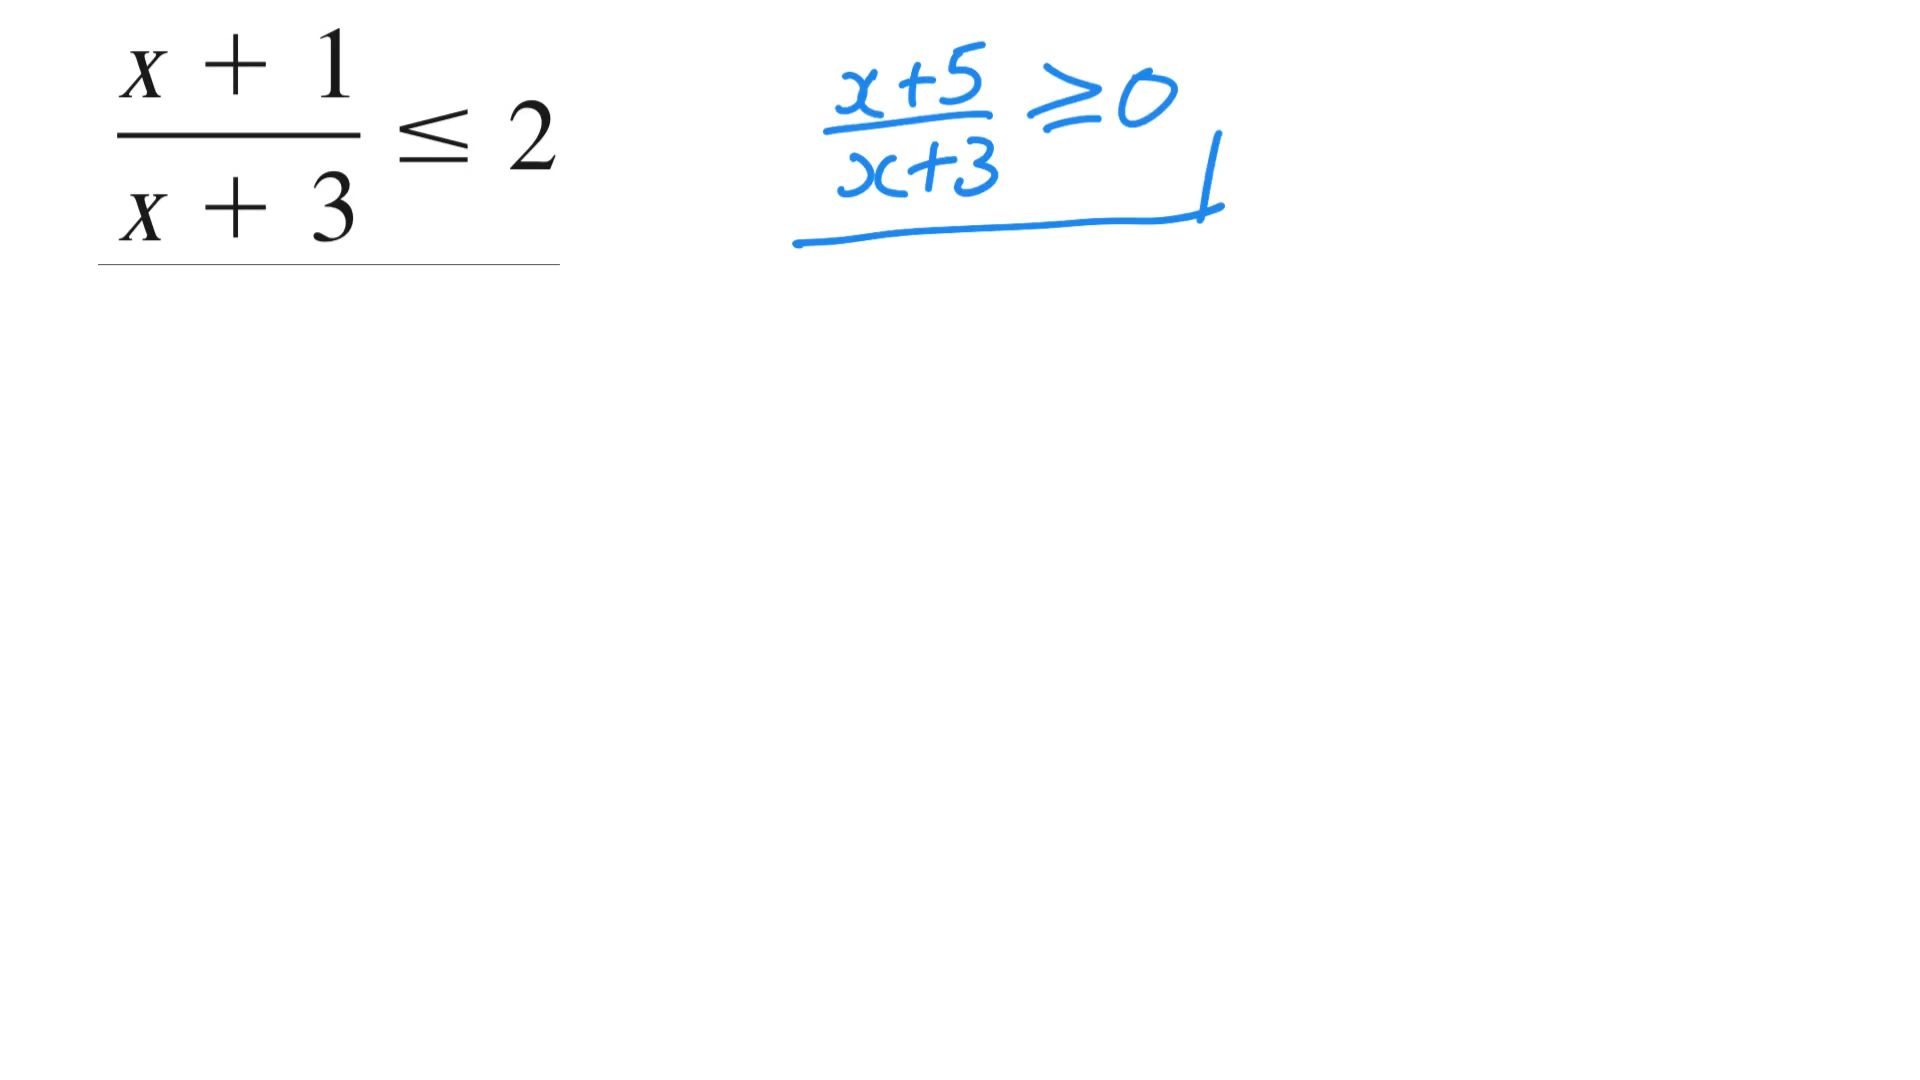 x + 1
x + 3
≤ 2
x+5
x+3
≥0